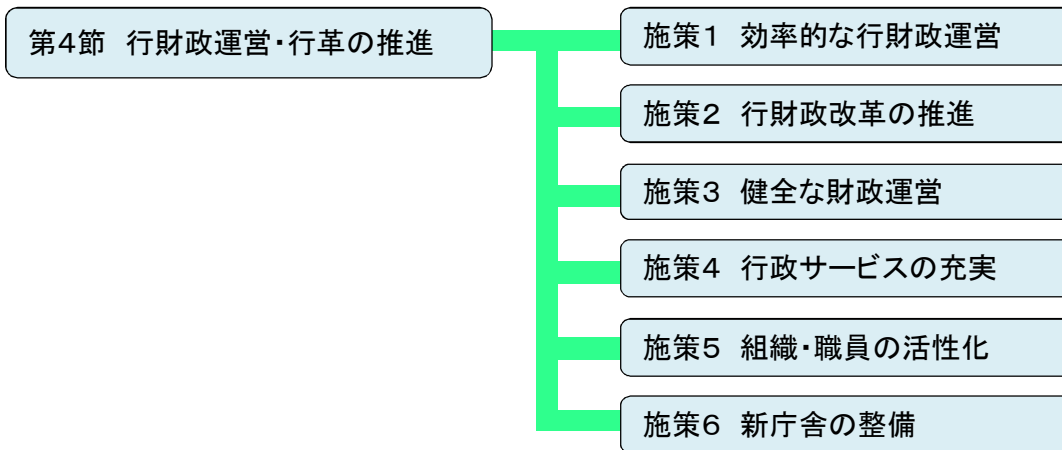 第4節 行財政運営・行革の推進
施策1 効率的な行財政運営
施策2 行財政改革の推進
施策3 健全な財政運営
施策4 行政サービスの充実
施策5 組織・職員の活性化
施策6 新庁舎の整備